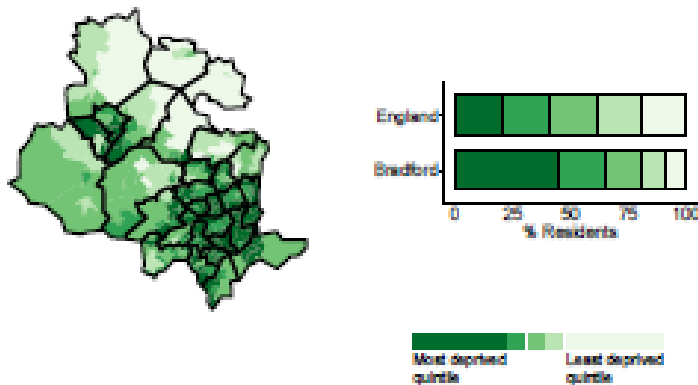 England
Bradford
0 25 50 75 100
% Residents
Most deprived quintile
Least deprived quintile